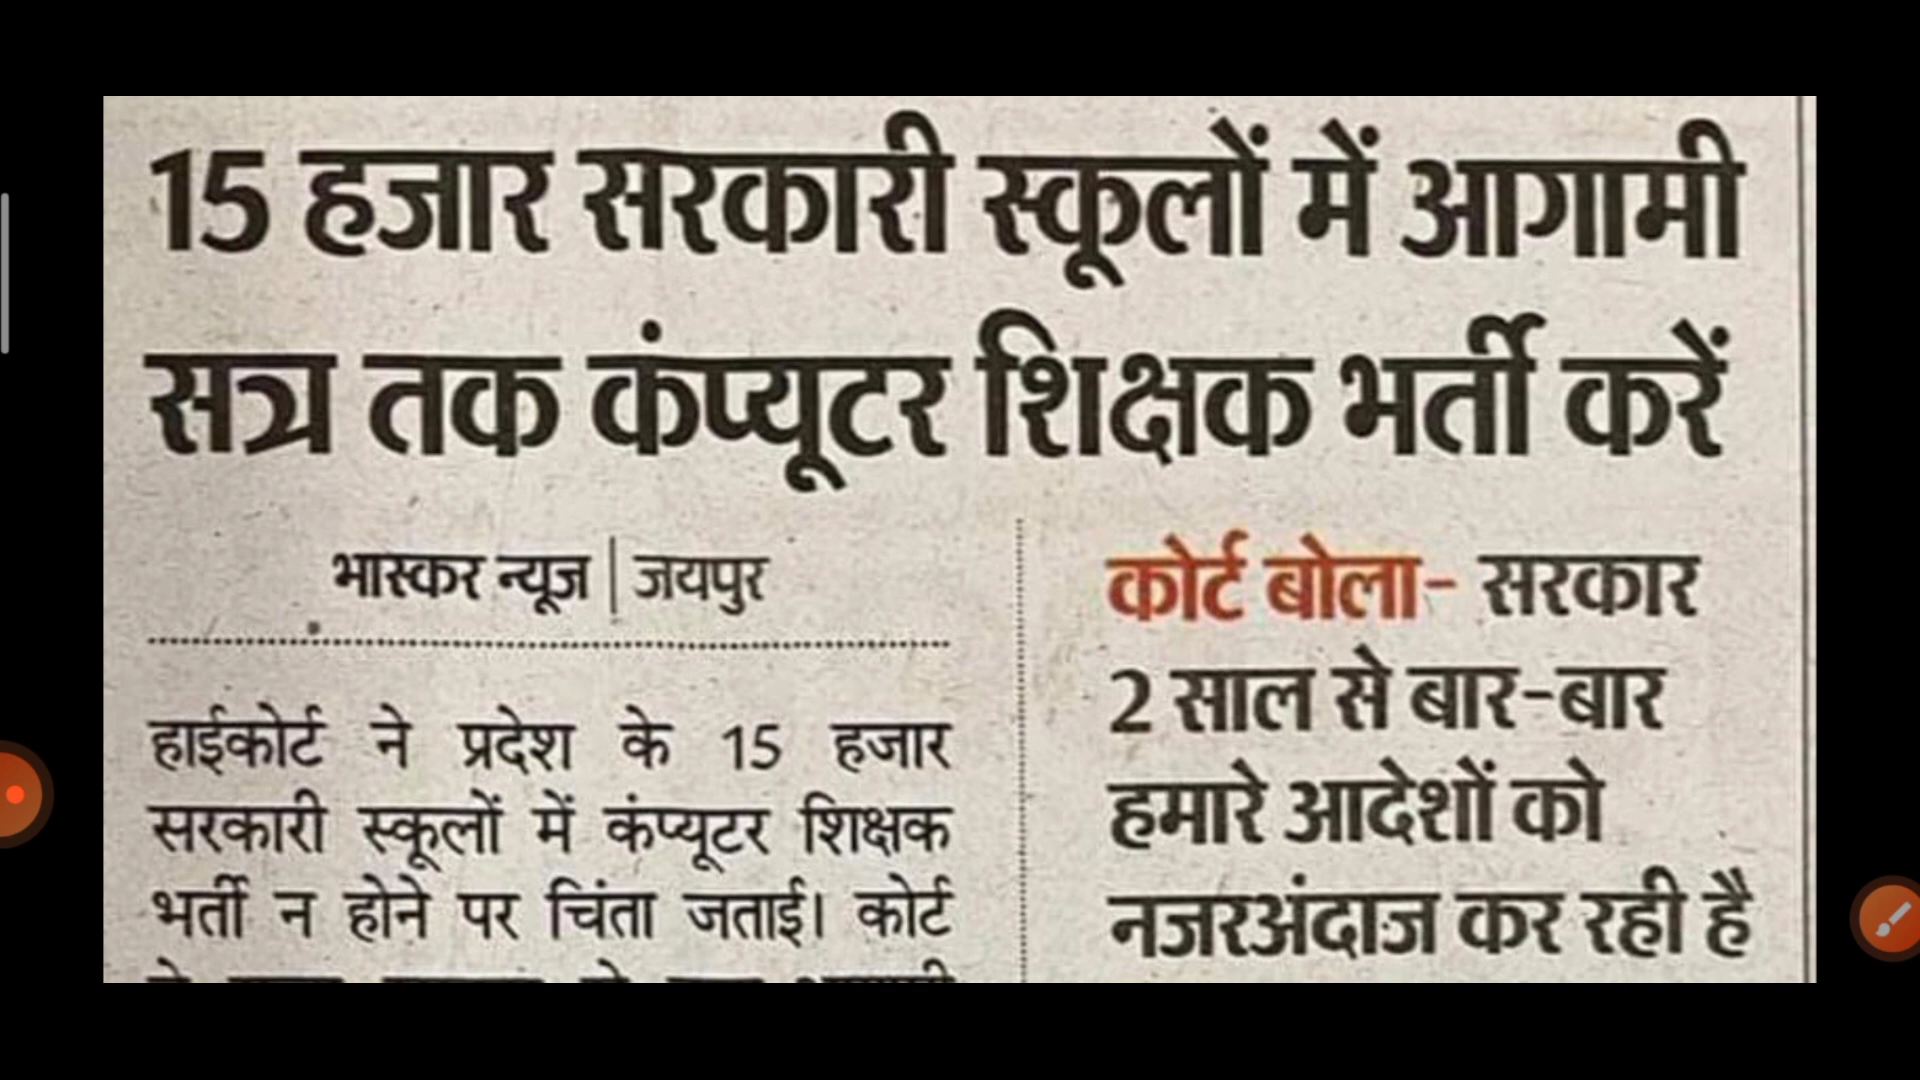 15 हजार सरकारी स्कूलों में आगामी
सत्र तक कंप्यूटर शिक्षक भर्ती करें
भास्कर न्यूज | जयपुर
हाईकोर्ट ने प्रदेश के 15 हजार
सरकारी स्कूलों में कंप्यूटर शिक्षक
भर्ती न होने पर चिंता जताई। कोर्ट
कोर्ट बोला- सरकार
2 साल से बार-बार
हमारे आदेशों को
नजरअंदाज कर रही है